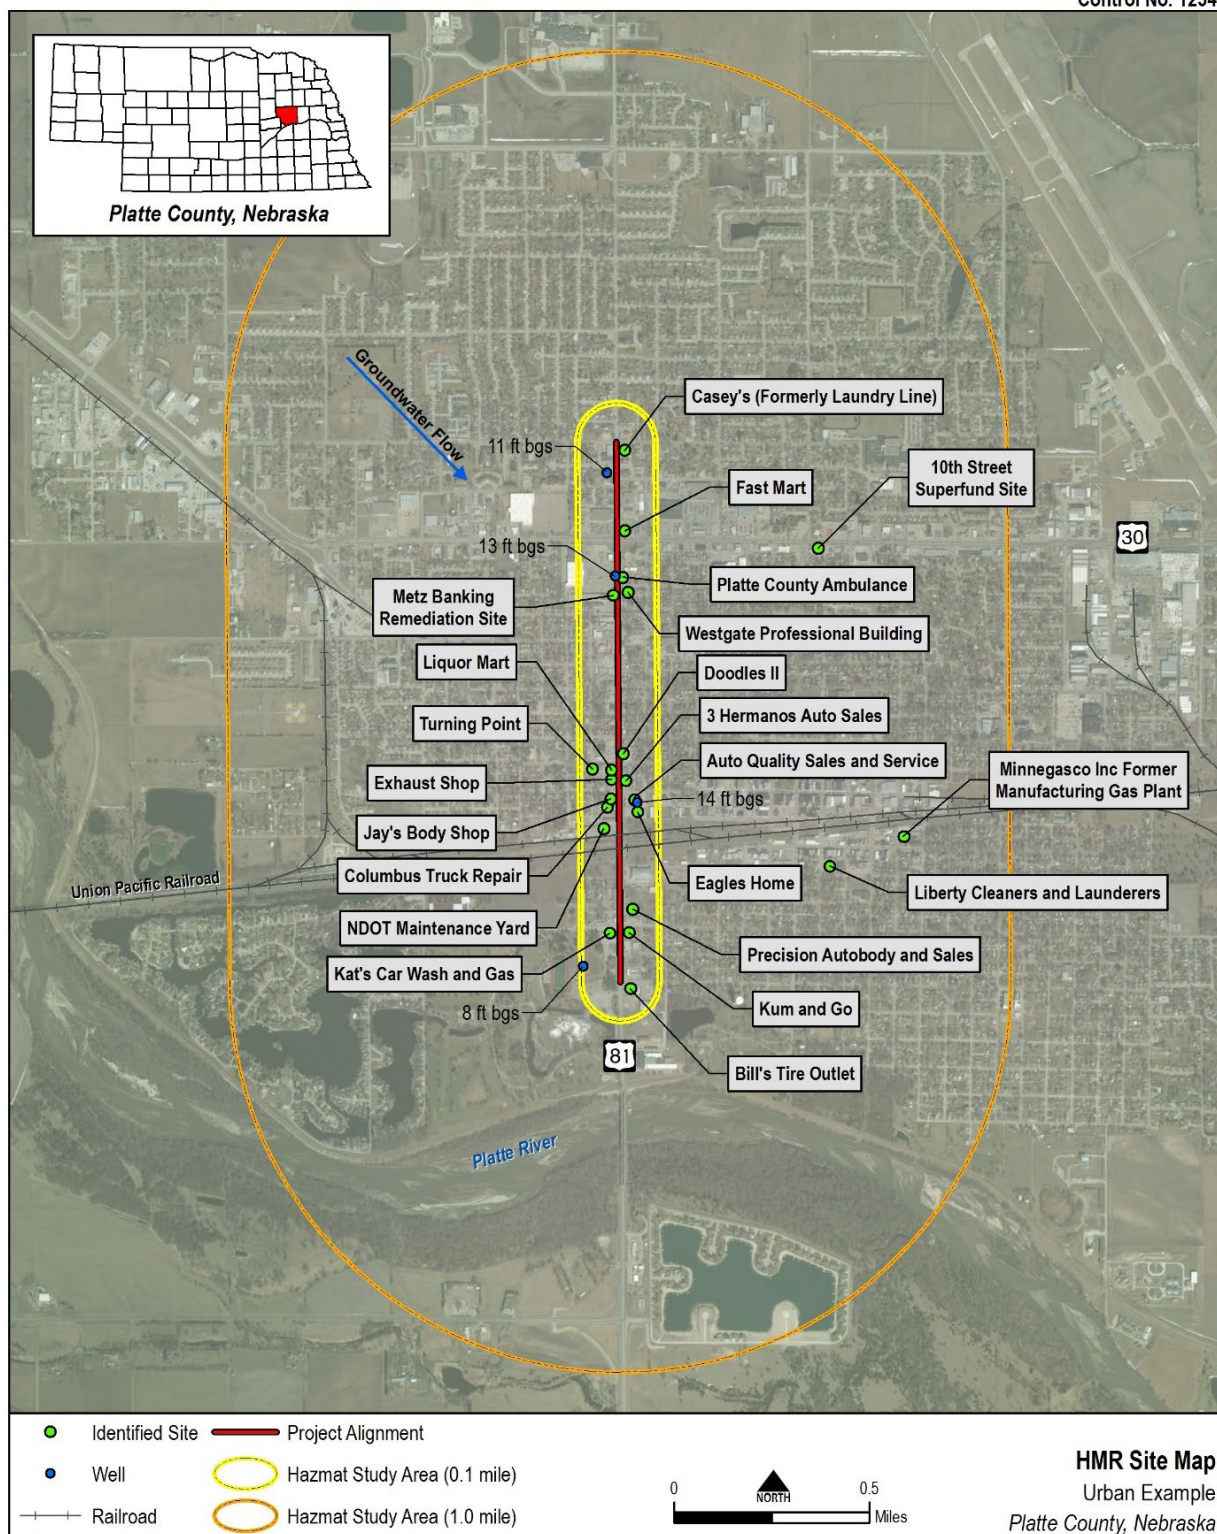 Control No. 1234
Platte County, Nebraska
Groundwater Flow
Casey's (Formerly Laundry Line)
11 ft bgs
10th Street
Superfund Site
Fast Mart
30
13 ft bgs
Platte County Ambulance
Metz Banking
Remediation Site
Westgate Professional Building
Liquor Mart
Doodles II
Turning Point
3 Hermanos Auto Sales
Auto Quality Sales and Service
Exhaust Shop
Minnegasco Inc Former
Manufacturing Gas Plant
14 ft bgs
Jay's Body Shop
Columbus Truck Repair
Union Pacific Railroad
Eagles Home
Liberty Cleaners and Launderers
NDOT Maintenance Yard
Precision Autobody and Sales
Kat's Car Wash and Gas
8 ft bgs
Kum and Go
81
Bill's Tire Outlet
Platte River
Identified Site
Project Alignment
Well
Hazmat Study Area (0.1 mile)
Railroad
Hazmat Study Area (1.0 mile)
NORTH
0 0.5
Miles
HMR Site Map
Urban Example
Platte County, Nebraska